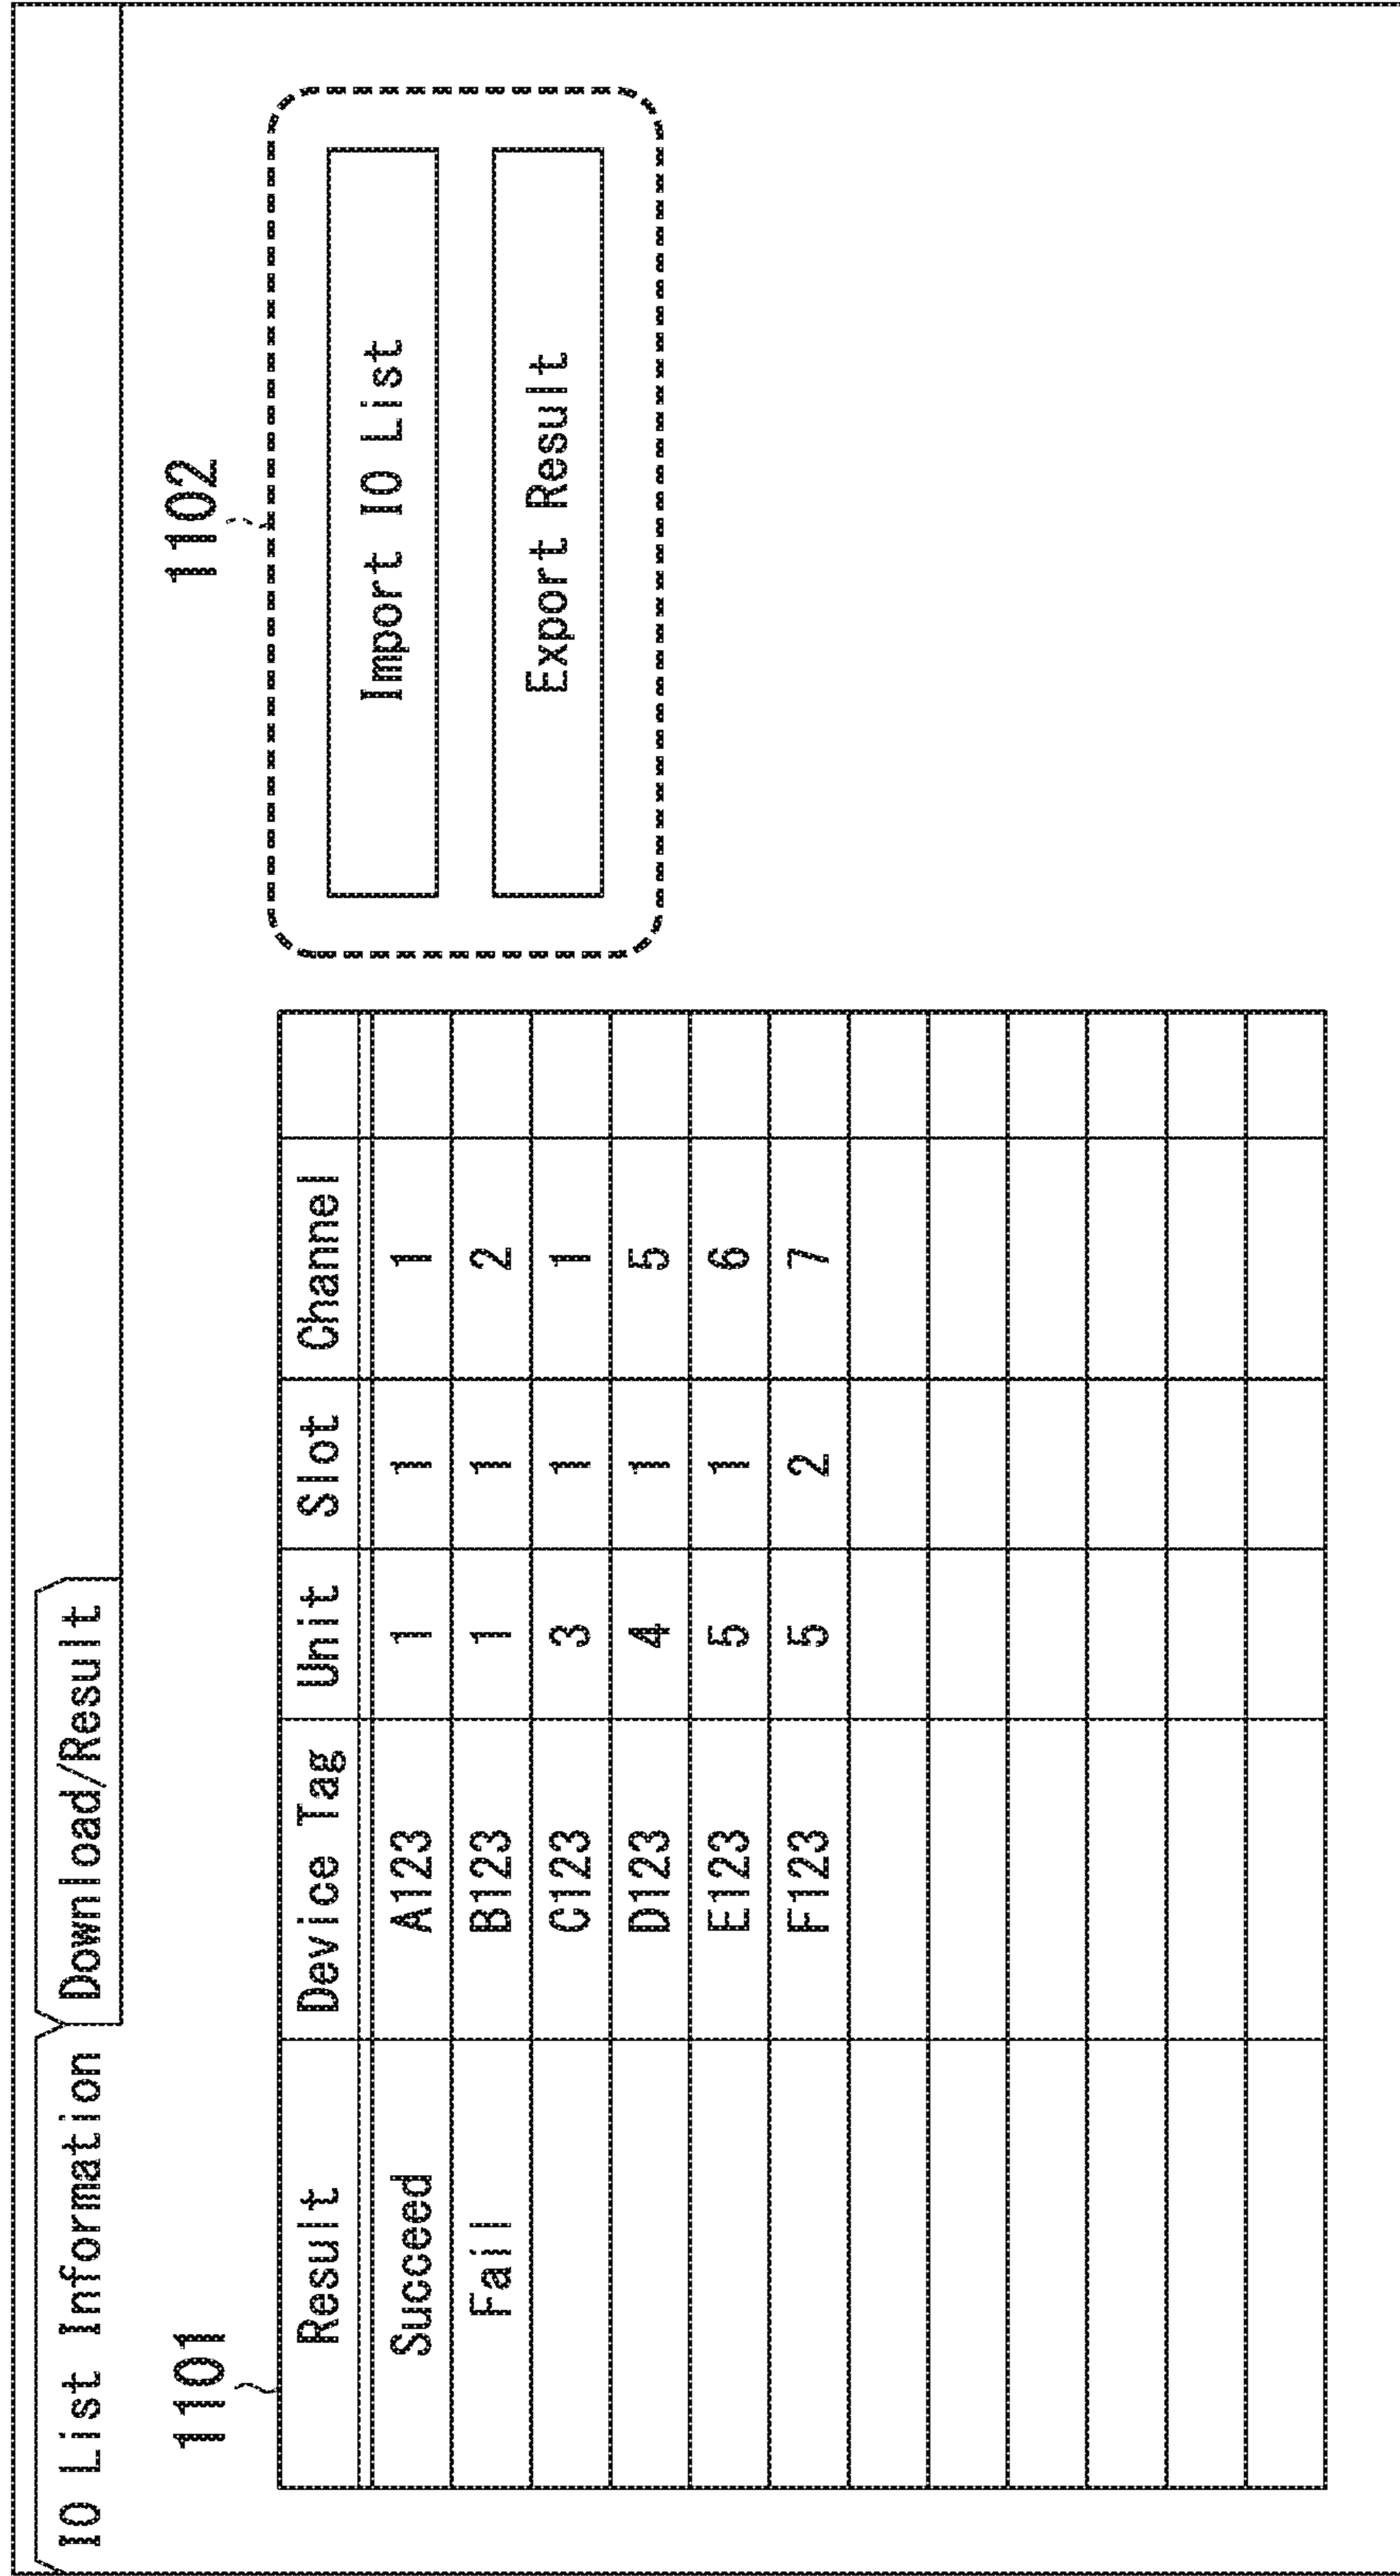 IO List Information Download/Result
1101
1102
Result Device Tag Unit Slot Channel
Succeed A123 1 1 1
Fail B123 1 1 2
C123 3 1 1
D123 4 1 5
E123 5 1 6
F123 5 2 7
Import IO List
Export Result